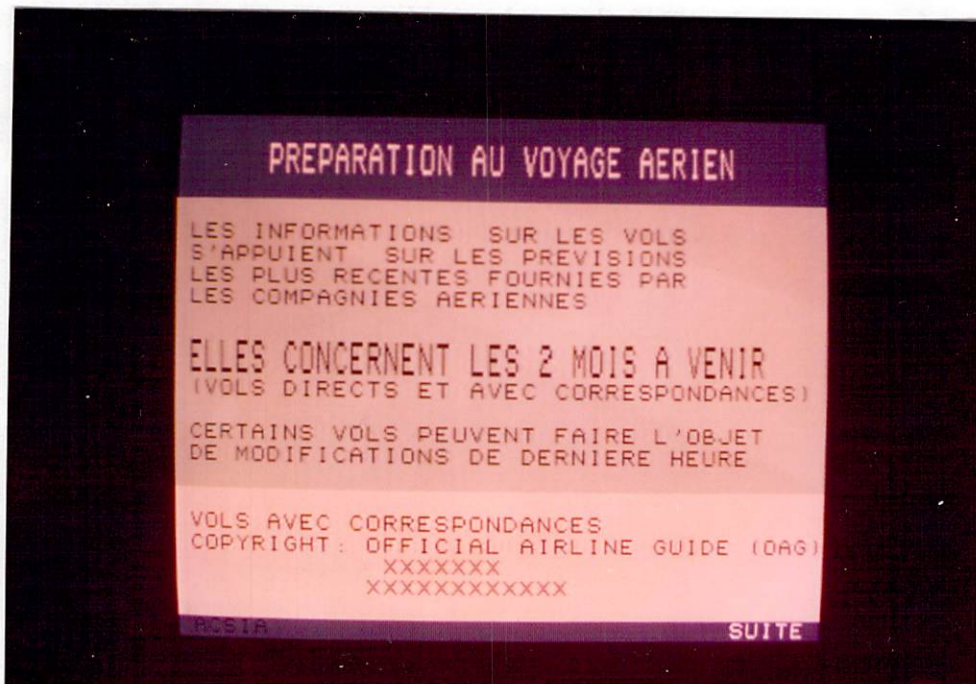 PREPARATION AU VOYAGE AERIEN
LES INFORMATIONS SUR LES VOLS
S'APPUIENT SUR LES PREVISIONS
LES PLUS RECENTES FOURNIES PAR
LES COMPAGNIES AERIENNES
ELLES CONCERNENT LES 2 MOIS A VENIR
(VOLS DIRECTS ET AVEC CORRESPONDANCES)
CERTAINS VOLS PEUVENT FAIRE L'OBJET
DE MODIFICATIONS DE DERNIERE HEURE
VOLS AVEC CORRESPONDANCES
COPYRIGHT: OFFICIAL AIRLINE GUIDE (OAG)
XXXXXXX
XXXXXXXXXXXX
ACSIA SUITE